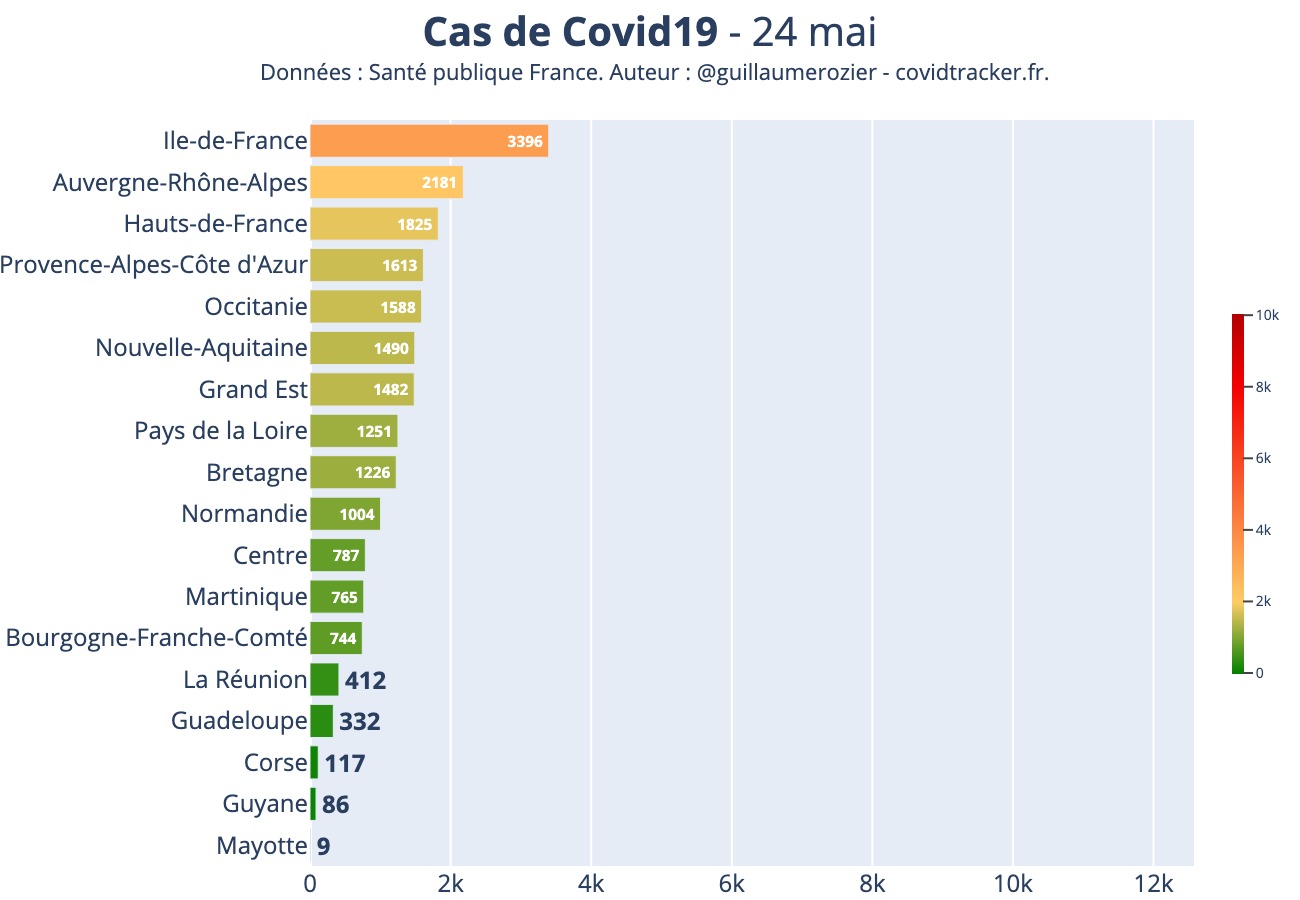 Cas de Covid19 - 24 mai
Données : Santé publique France. Auteur : @guillaumerozier - covidtracker.fr.
Ile-de-France 3396
Auvergne-Rhône-Alpes 2181
Hauts-de-France 1825
Provence-Alpes-Côte d'Azur 1613
Occitanie 1588
Nouvelle-Aquitaine 1490
Grand Est 1482
Pays de la Loire 1251
Bretagne 1226
Normandie 1004
Centre 787
Martinique 765
Bourgogne-Franche-Comté 744
La Réunion 412
Guadeloupe 332
Corse 117
Guyane 86
Mayotte 9
0 2k 4k 6k 8k 10k 12k
10k
8k
6k
4k
2k
0